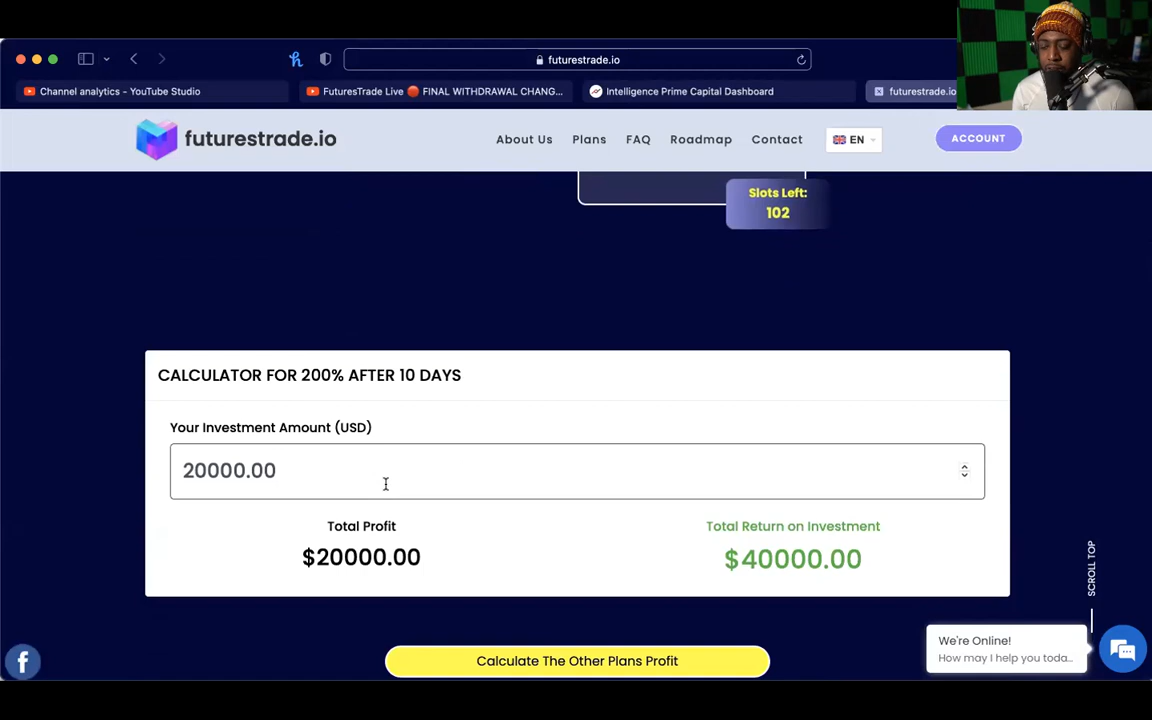 futurestrade.io
Channel analytics - YouTube Studio
FuturesTrade Live 🔴 FINAL WITHDRAWAL CHANG...
Intelligence Prime Capital Dashboard
futurestrade.io
futurestrade.io
About Us
Plans
FAQ
Roadmap
Contact
EN
ACCOUNT
Slots Left:
102
CALCULATOR FOR 200% AFTER 10 DAYS
Your Investment Amount (USD)
20000.00
Total Profit
Total Return on Investment
$20000.00
$40000.00
SCROLL TOP
We're Online!
How may I help you toda...
Calculate The Other Plans Profit